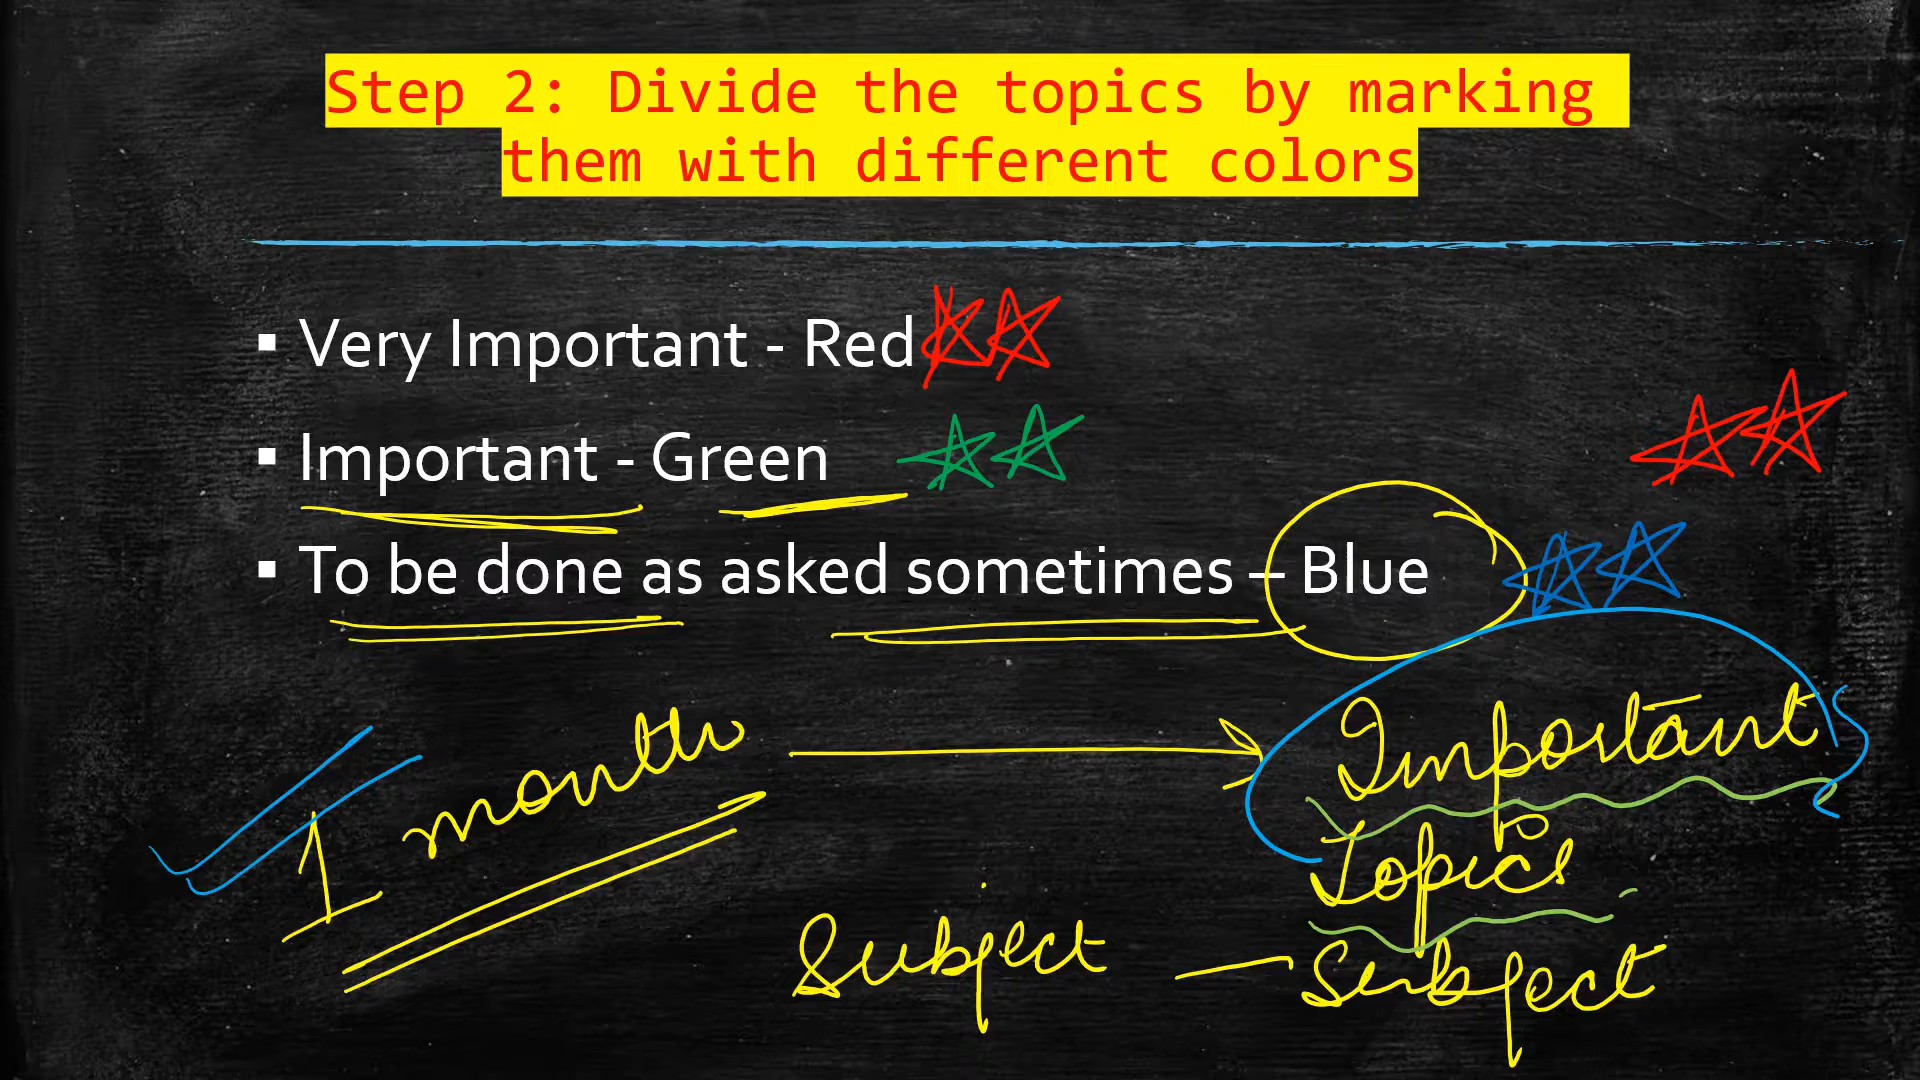 Step 2: Divide the topics by marking
them with different colors
▪ Very Important - Red
▪ Important - Green
▪ To be done as asked sometimes – Blue
1 month
Important
Topics
Subject
Subject